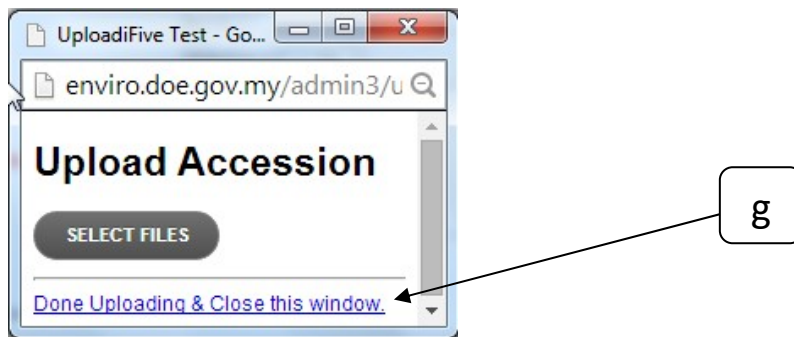 UploadiFive Test - Go...
enviro.doe.gov.my/admin3/u
Upload Accession
SELECT FILES
g
Done Uploading & Close this window.